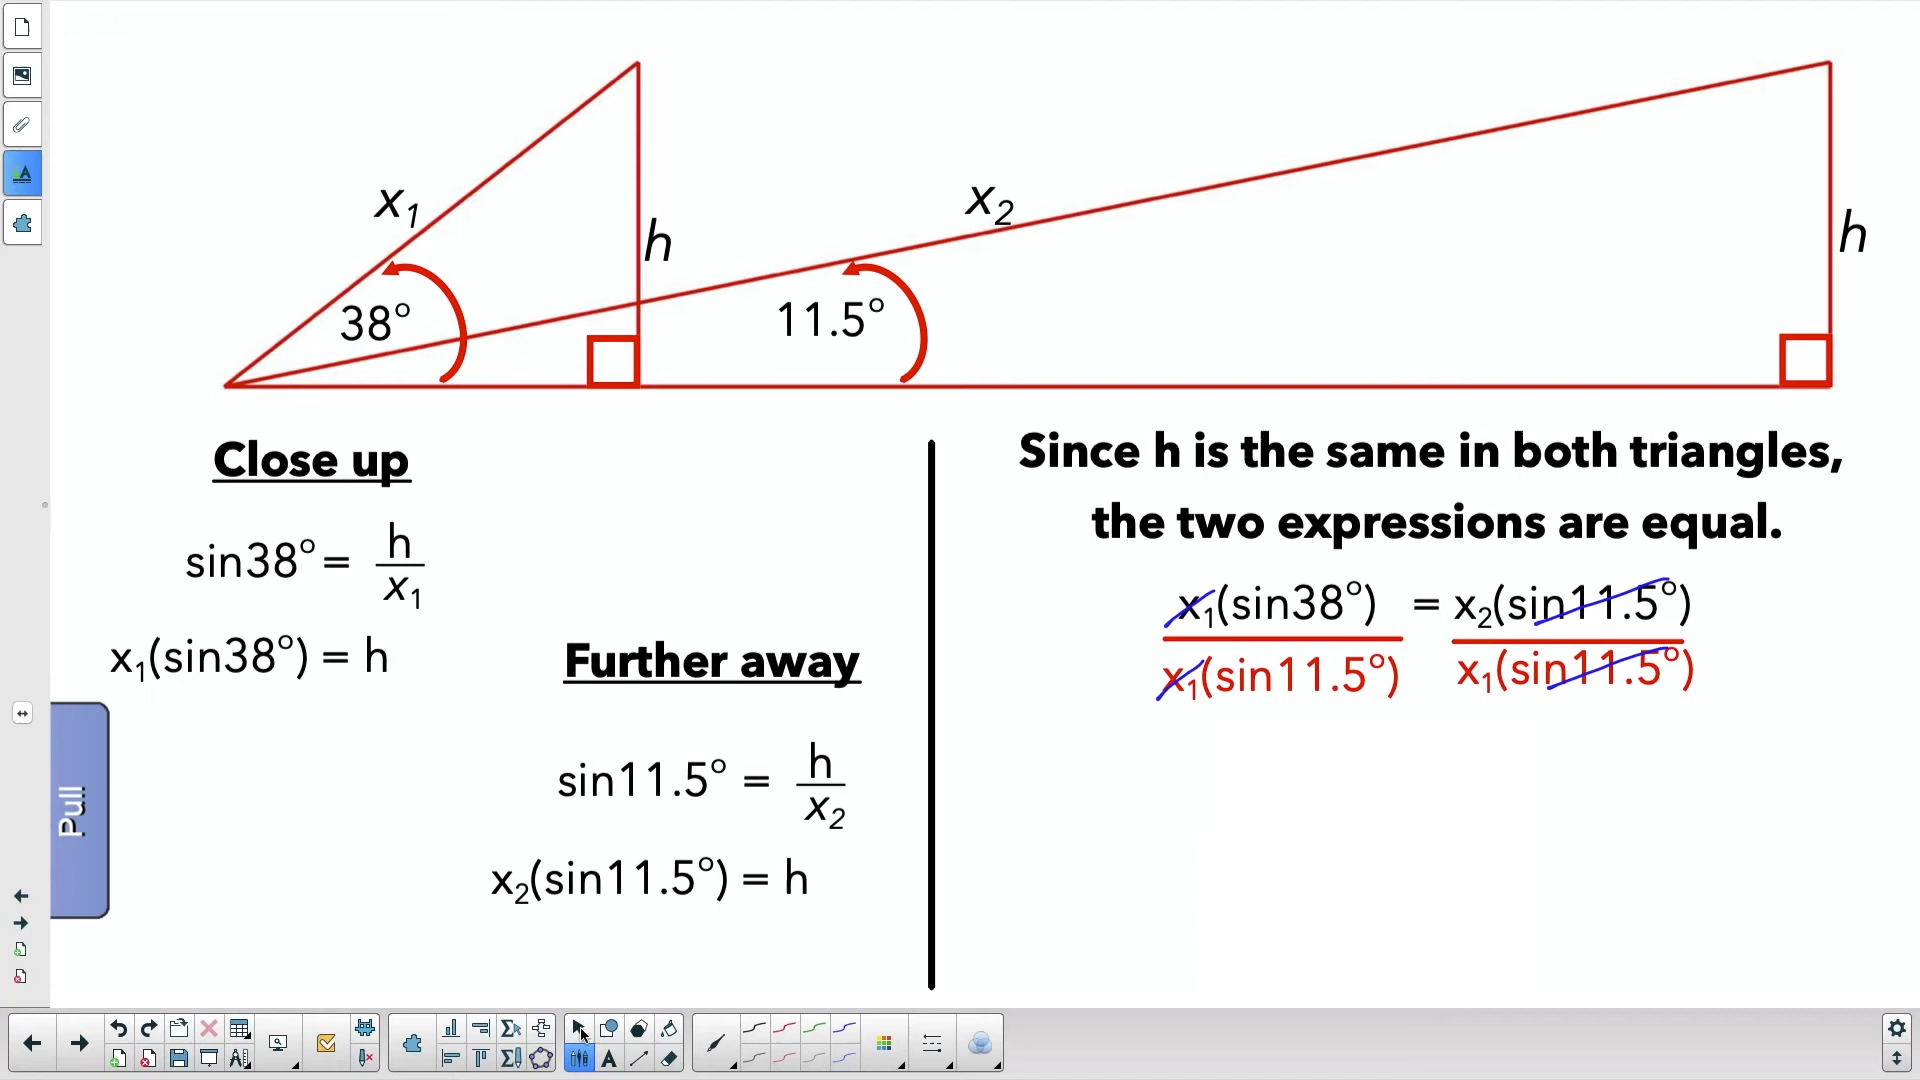 x₁
h
38°
x₂
11.5°
h
Close up
sin38° = h/x₁
x₁(sin38°) = h
Further away
sin11.5° = h/x₂
x₂(sin11.5°) = h
Since h is the same in both triangles,
the two expressions are equal.
x₁(sin38°) = x₂(sin11.5°)
x₁(sin11.5°) x₁(sin11.5°)
Pull